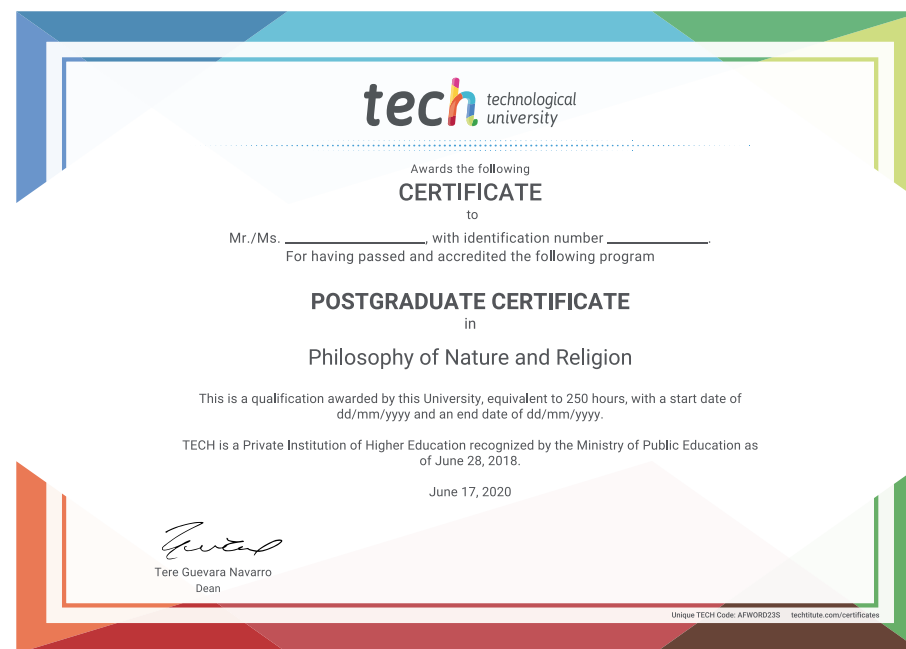 tech technological
university
Awards the following
CERTIFICATE
to
Mr./Ms. ____________________, with identification number ______________.
For having passed and accredited the following program
POSTGRADUATE CERTIFICATE
in
Philosophy of Nature and Religion
This is a qualification awarded by this University, equivalent to 250 hours, with a start date of
dd/mm/yyyy and an end date of dd/mm/yyyy.
TECH is a Private Institution of Higher Education recognized by the Ministry of Public Education as
of June 28, 2018.
June 17, 2020
Tere Guevara Navarro
Dean
Unique TECH Code: AFWORD23S techtitute.com/certificates